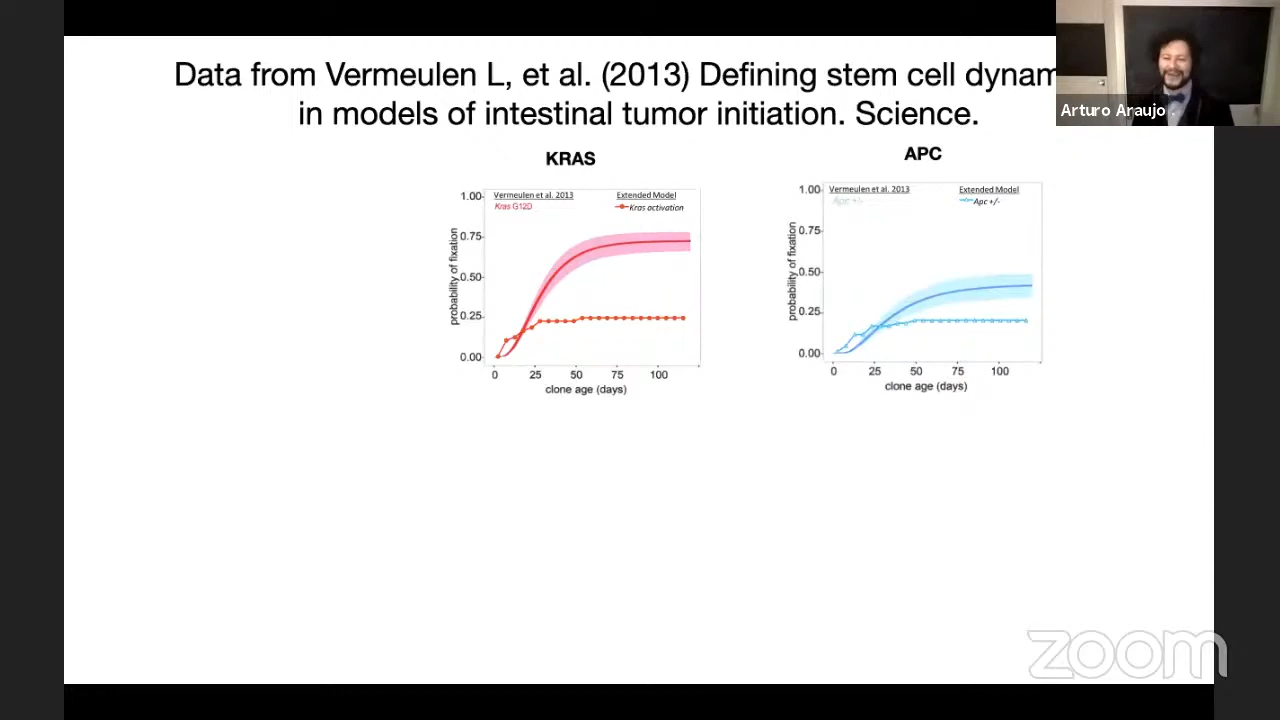 Data from Vermeulen L, et al. (2013) Defining stem cell dynam
in models of intestinal tumor initiation. Science.
Arturo Araujo
KRAS
APC
Vermeulen et al. 2013
Extended Model
Kras G12D
Kras activation
1.00
0.75
0.50
0.25
0.00
probability of fixation
0
25
50
75
100
clone age (days)
Vermeulen et al. 2013
Extended Model
Apc +/-
Apc +/-
1.00
0.75
0.50
0.25
0.00
probability of fixation
0
25
50
75
100
clone age (days)
zoom